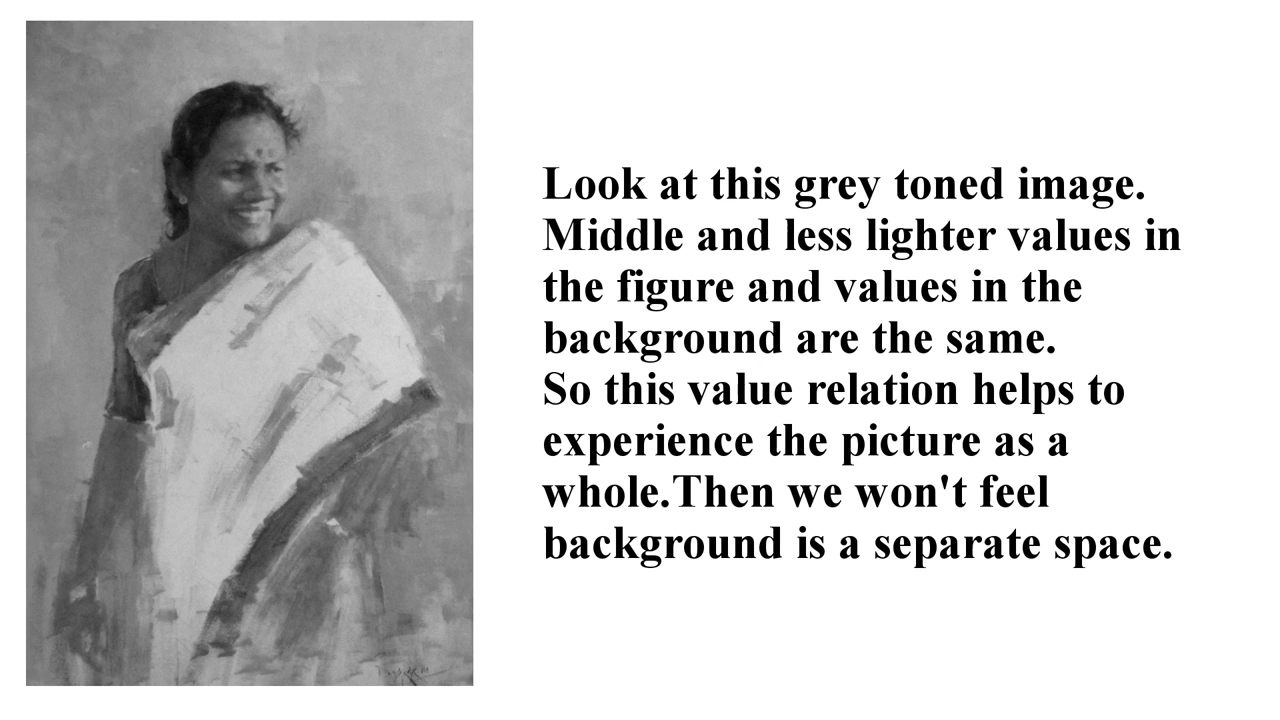 Look at this grey toned image.
Middle and less lighter values in
the figure and values in the
background are the same.
So this value relation helps to
experience the picture as a
whole.Then we won't feel
background is a separate space.